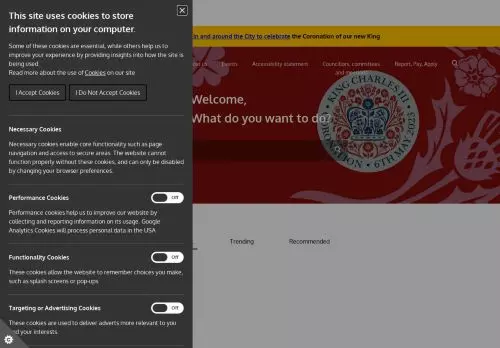 This site uses cookies to store
information on your computer.
Some of these cookies are essential, while others help us to
improve your experience by providing insights into how the site is
being used.
Read more about the use of Cookies on our site
I Accept Cookies
I Do Not Accept Cookies
Necessary Cookies
Necessary cookies enable core functionality such as page
navigation and access to secure areas. The website cannot
function properly without these cookies, and can only be disabled
by changing your browser preferences.
Performance Cookies
Off
Performance cookies help us to improve our website by
collecting and reporting information on its usage. Google
Analytics Cookies will process personal data in the USA
Functionality Cookies
Off
These cookies allow the website to remember choices you make,
such as splash screens or pop-ups
Targeting or Advertising Cookies
Off
These cookies are used to deliver adverts more relevant to you
and your interests.
in and around the City to celebrate the Coronation of our new King
us
Events
Accessibility statement
Councillors, committees
and meetings
Report, Pay, Apply
Welcome,
What do you want to do?
KING CHARLES III
CORONATION
6TH MAY 2023
Trending
Recommended